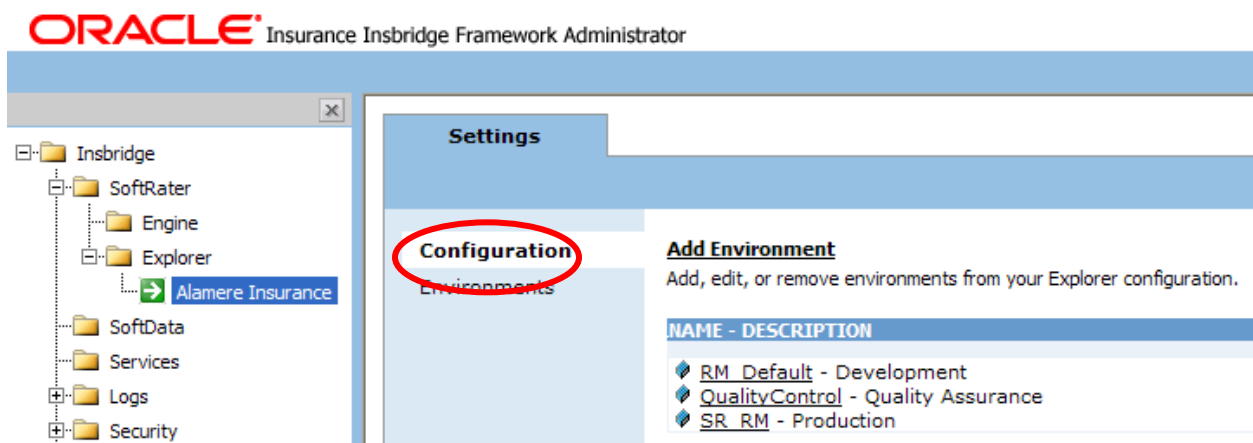 ORACLE Insurance Insbridge Framework Administrator
Insbridge
SoftRater
Engine
Explorer
Alamere Insurance
SoftData
Services
Logs
Security
Settings
Configuration
Environments
Add Environment
Add, edit, or remove environments from your Explorer configuration.
NAME - DESCRIPTION
RM_Default - Development
QualityControl - Quality Assurance
SR_RM - Production